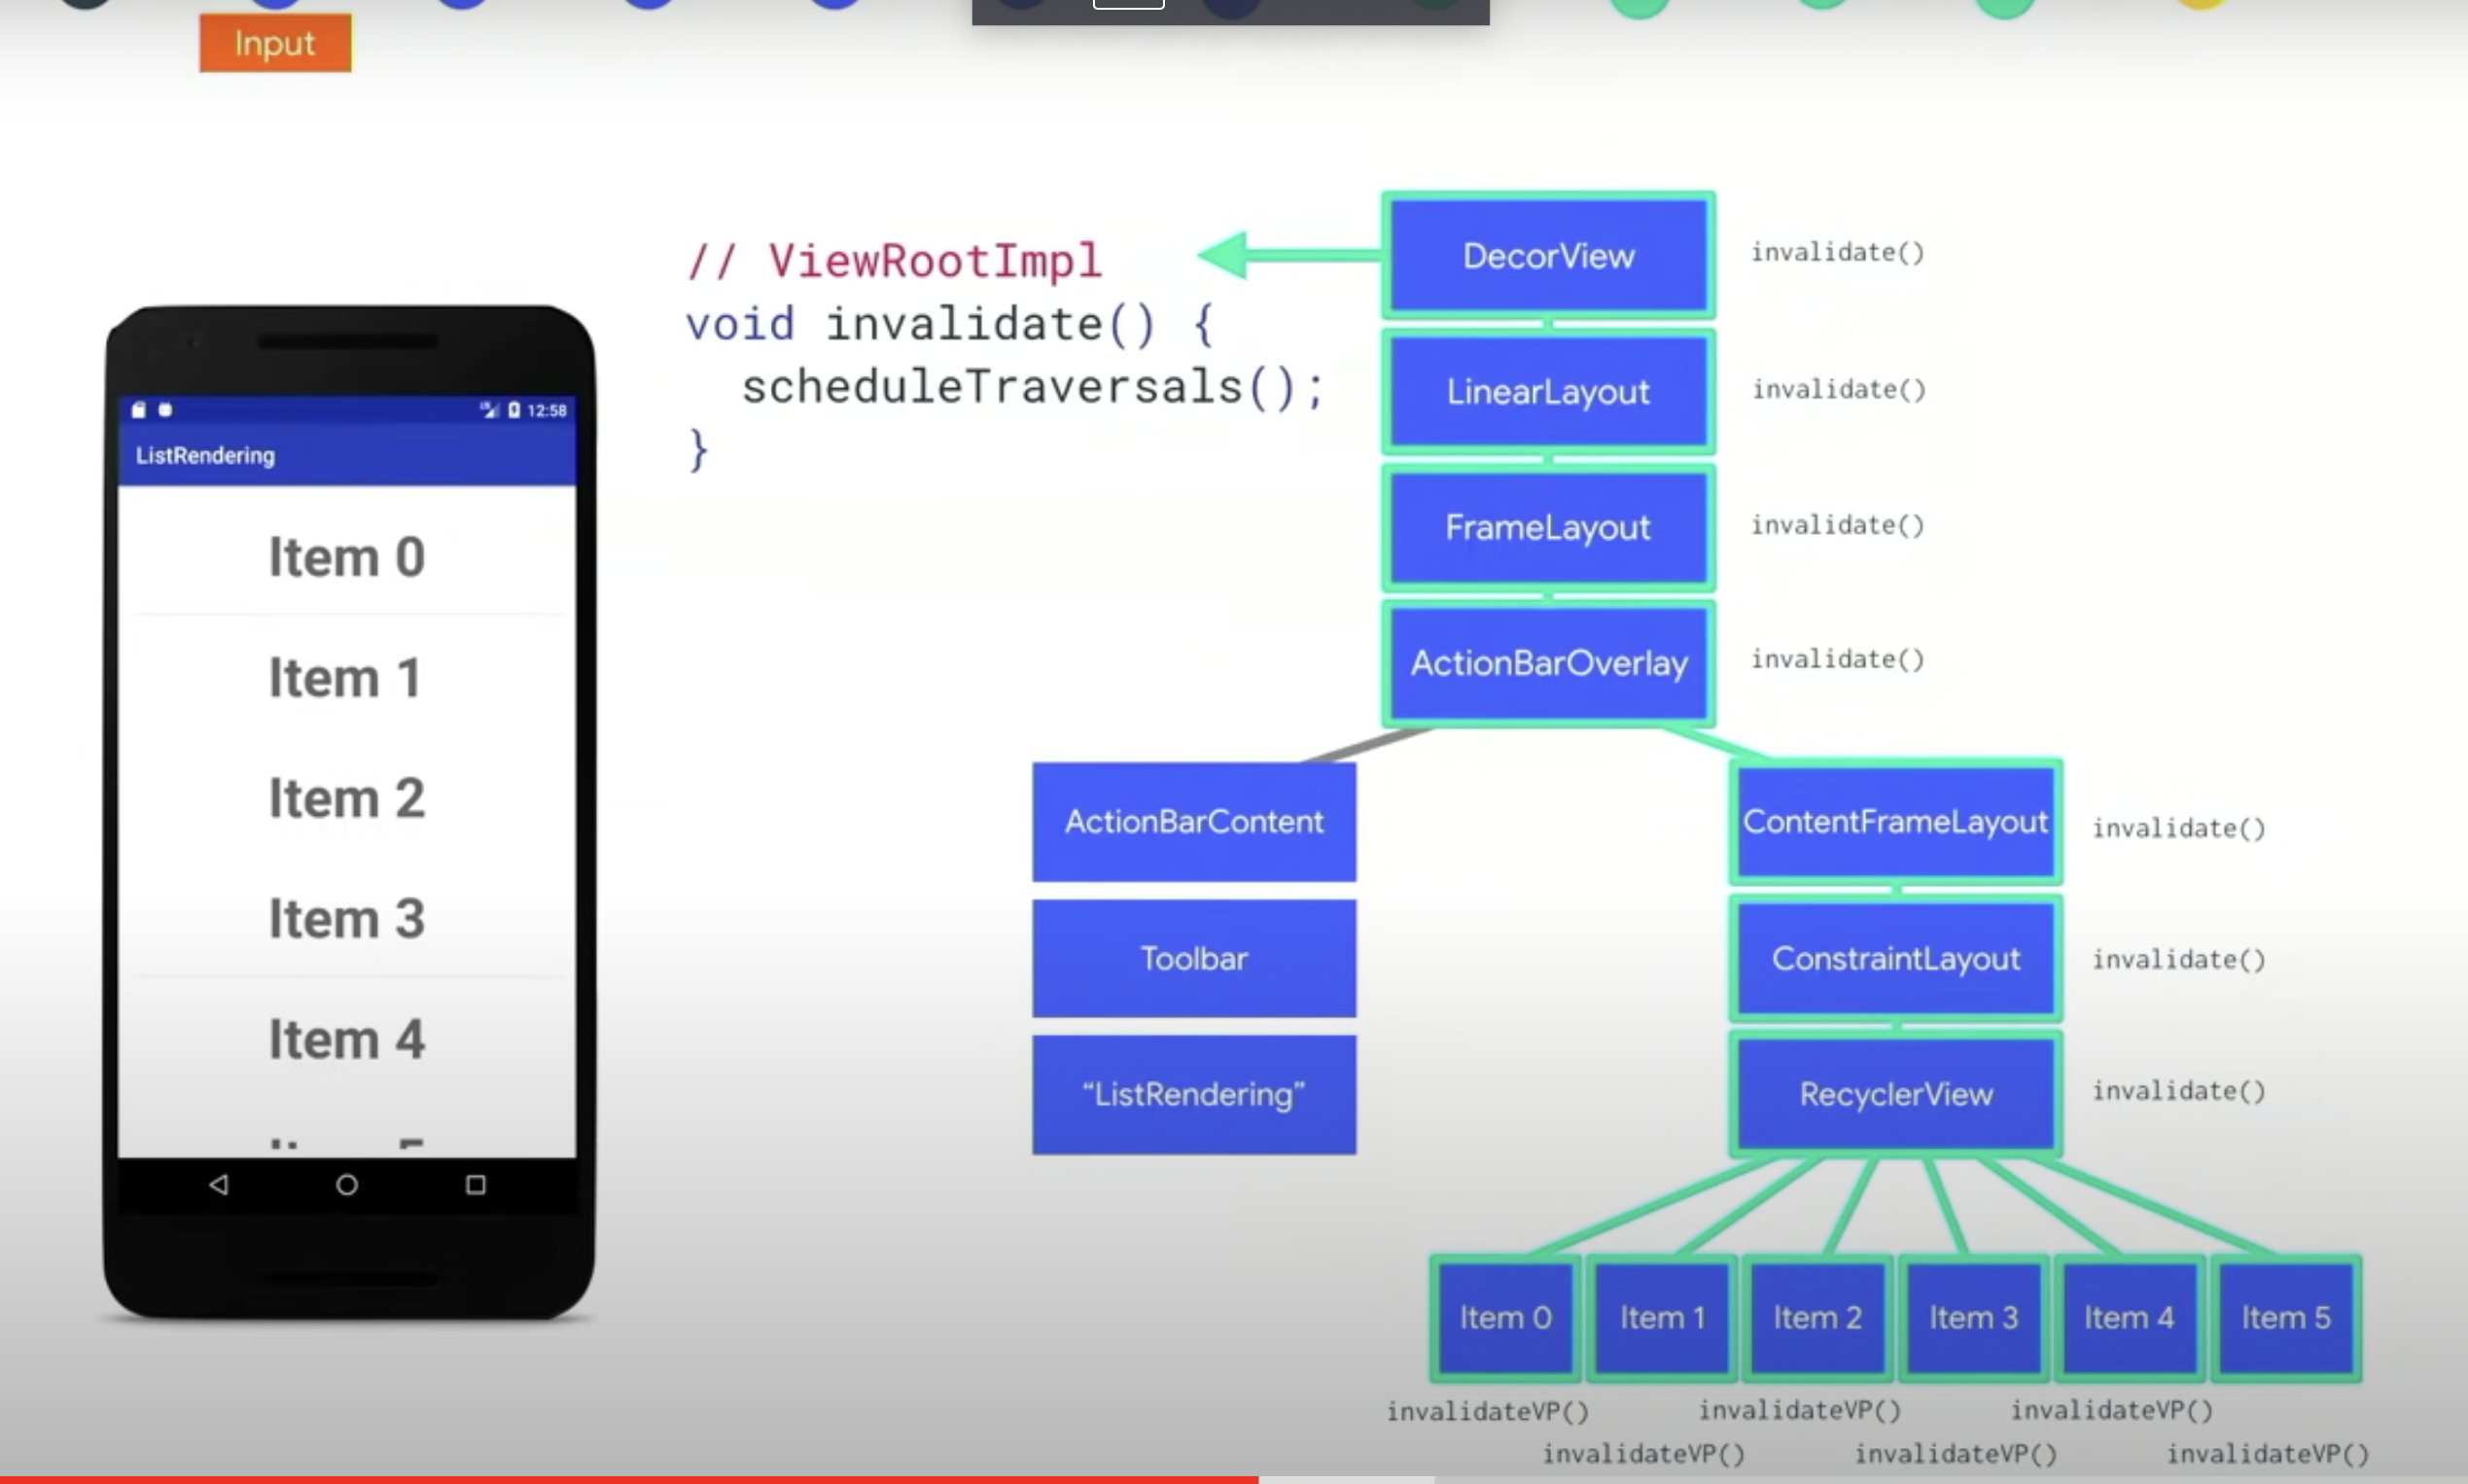 Input
// ViewRootImpl
void invalidate() {
scheduleTraversals();
}
12:58
ListRendering
Item 0
Item 1
Item 2
Item 3
Item 4
DecorView
invalidate()
LinearLayout
invalidate()
FrameLayout
invalidate()
ActionBarOverlay
invalidate()
ActionBarContent
Toolbar
“ListRendering”
ContentFrameLayout
invalidate()
ConstraintLayout
invalidate()
RecyclerView
invalidate()
Item 0
Item 1
Item 2
Item 3
Item 4
Item 5
invalidateVP()
invalidateVP()
invalidateVP()
invalidateVP()
invalidateVP()
invalidateVP()